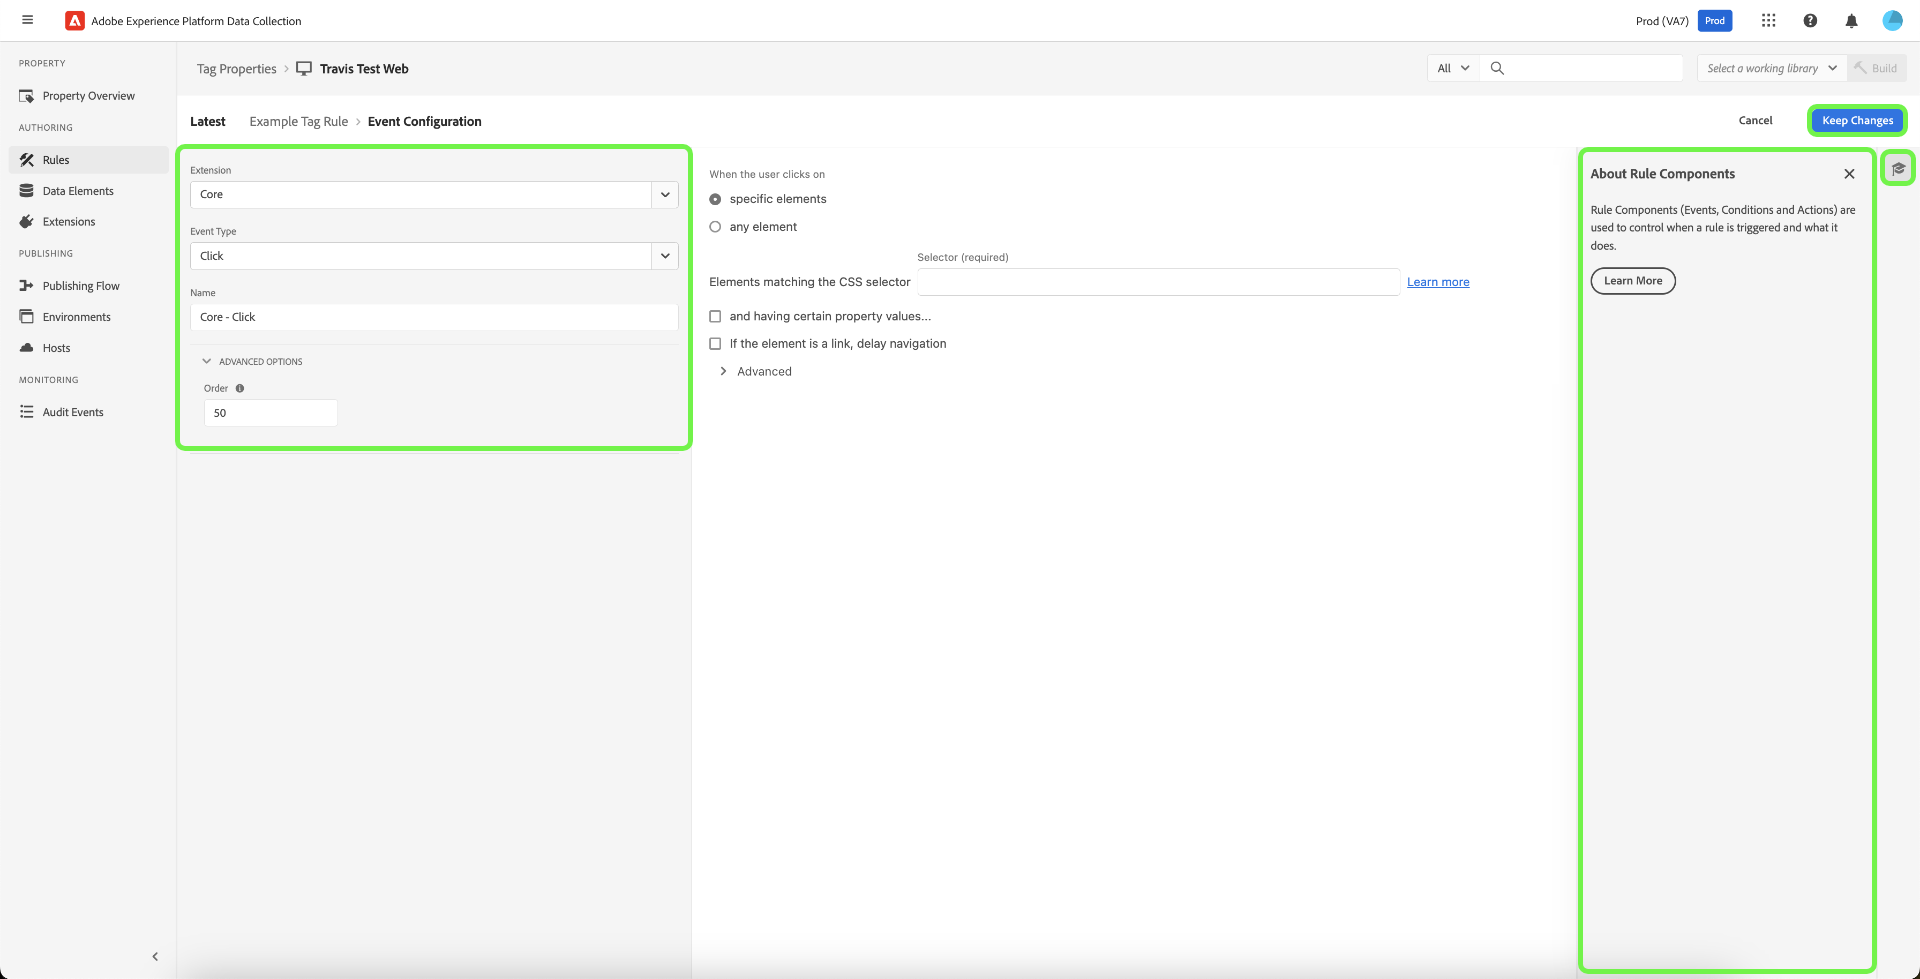 Adobe Experience Platform Data Collection
Prod (VA7)
Prod
PROPERTY
Property Overview
AUTHORING
Rules
Data Elements
Extensions
PUBLISHING
Publishing Flow
Environments
Hosts
MONITORING
Audit Events
Tag Properties
Travis Test Web
All
Select a working library
Build
Latest
Example Tag Rule
Event Configuration
Cancel
Keep Changes
Extension
Core
Event Type
Click
Name
Core - Click
ADVANCED OPTIONS
Order
50
When the user clicks on
specific elements
any element
Selector (required)
Elements matching the CSS selector
Learn more
and having certain property values...
If the element is a link, delay navigation
Advanced
About Rule Components
Rule Components (Events, Conditions and Actions) are
used to control when a rule is triggered and what it
does.
Learn More